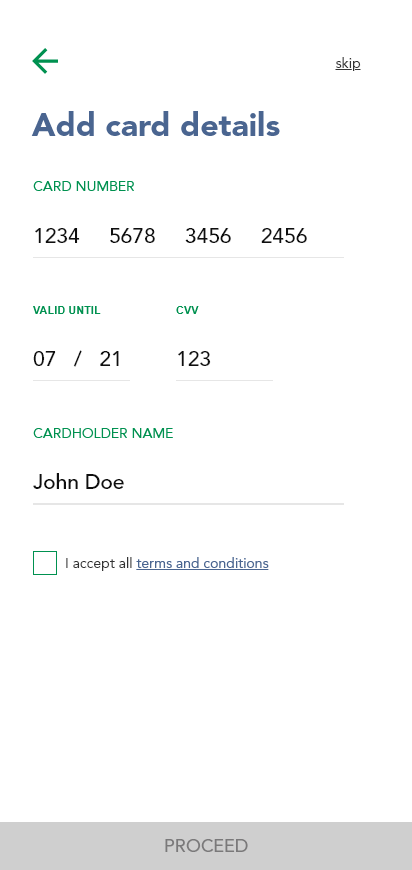 skip
Add card details
CARD NUMBER
1234 5678 3456 2456
VALID UNTIL CVV
07 / 21 123
CARDHOLDER NAME
John Doe
I accept all terms and conditions
PROCEED